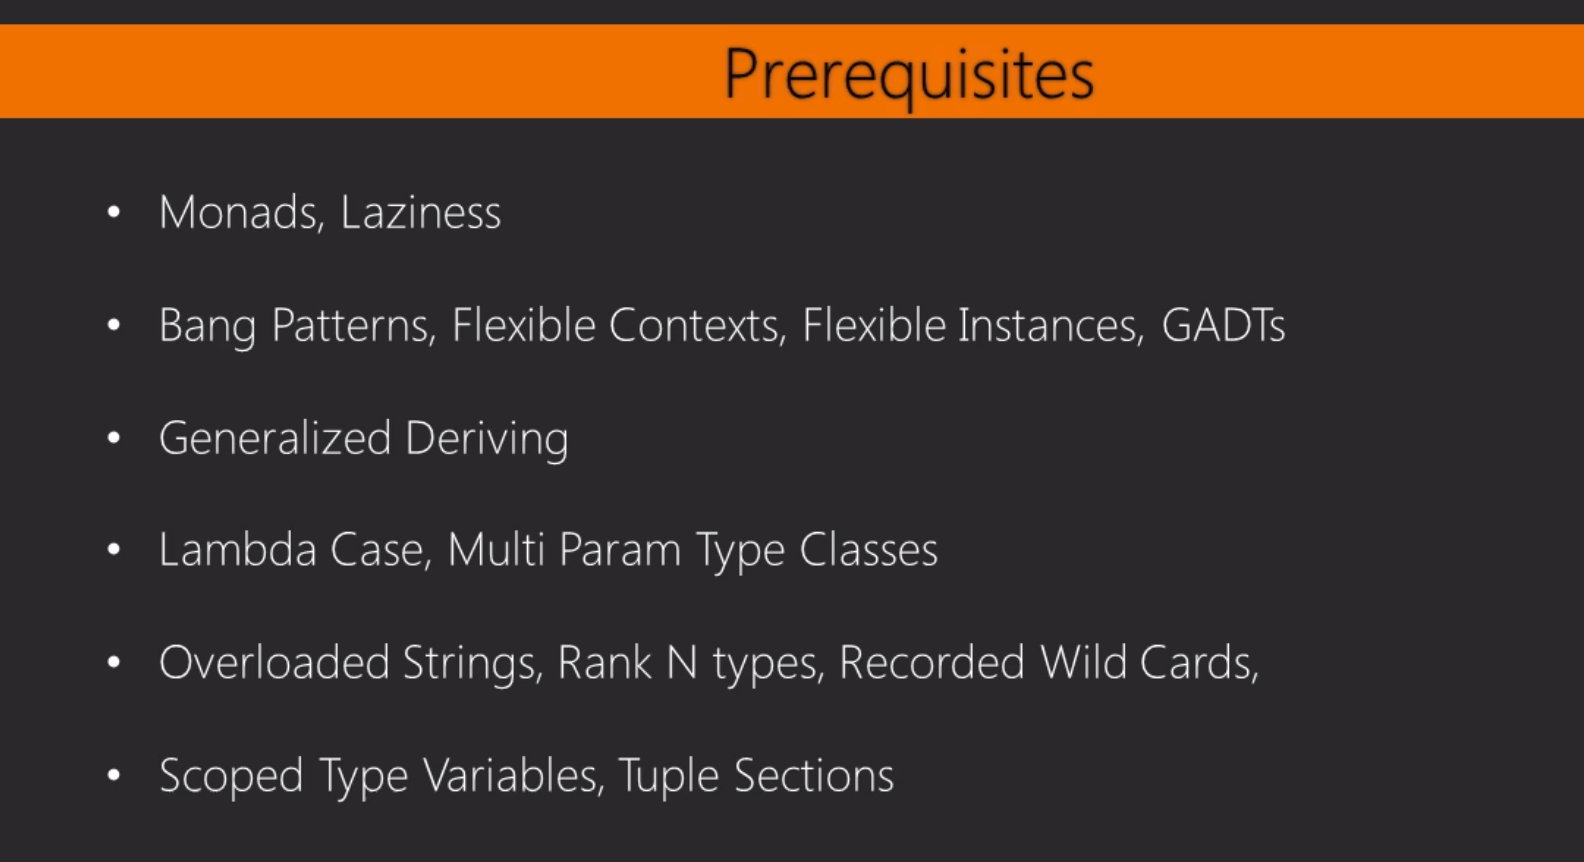 Prerequisites
• Monads, Laziness
• Bang Patterns, Flexible Contexts, Flexible Instances, GADTs
• Generalized Deriving
• Lambda Case, Multi Param Type Classes
• Overloaded Strings, Rank N types, Recorded Wild Cards,
• Scoped Type Variables, Tuple Sections